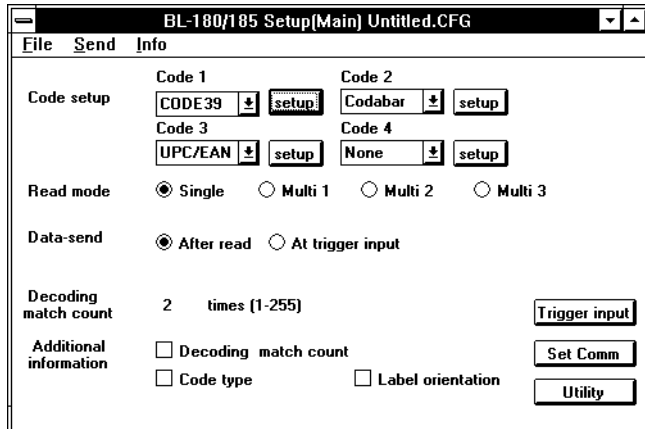 BL-180/185 Setup(Main) Untitled.CFG
File Send Info
Code 1 Code 2
Code setup CODE39 setup Codabar setup
Code 3 Code 4
UPC/EAN setup None setup
Read mode Single Multi 1 Multi 2 Multi 3
Data-send After read At trigger input
Decoding
match count 2 times (1-255) Trigger input
Additional
information Decoding match count Set Comm
Code type Label orientation Utility